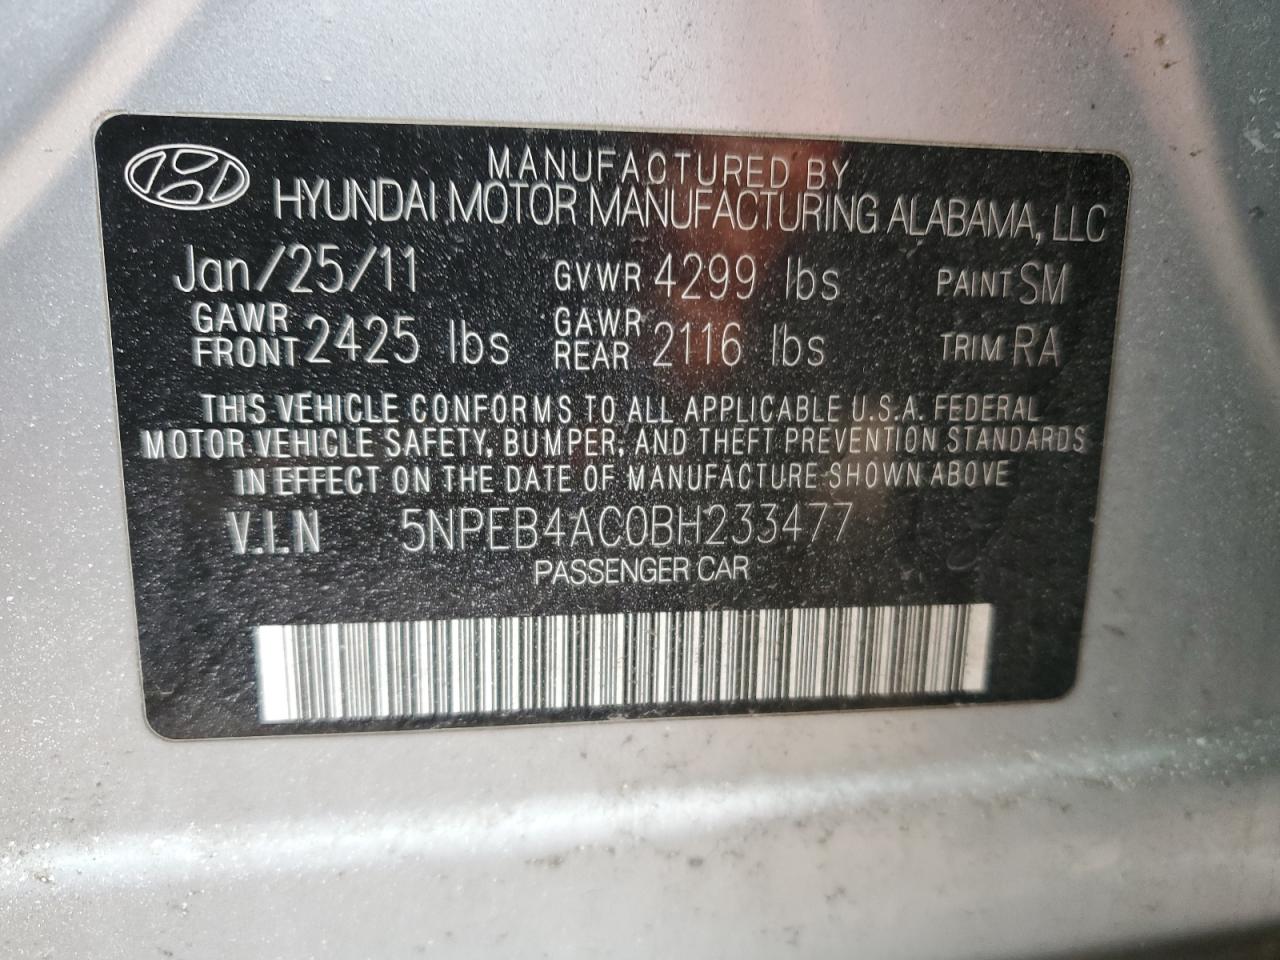 MANUFACTURED BY
HYUNDAI MOTOR MANUFACTURING ALABAMA, LLC
Jan/25/11 GVWR 4299 lbs PAINT SM
GAWR FRONT 2425 lbs GAWR REAR 2116 lbs TRIM RA
THIS VEHICLE CONFORMS TO ALL APPLICABLE U.S.A. FEDERAL
MOTOR VEHICLE SAFETY, BUMPER, AND THEFT PREVENTION STANDARDS
IN EFFECT ON THE DATE OF MANUFACTURE SHOWN ABOVE
V.I.N 5NPEB4AC0BH233477
PASSENGER CAR